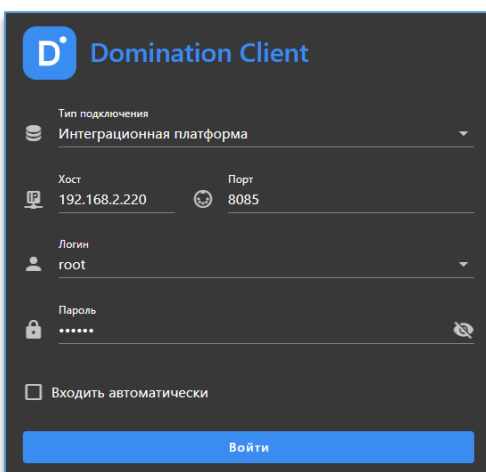 D Domination Client
Тип подключения
Интеграционная платформа
Хост Порт
IP 192.168.2.220 8085
Логин
root
Пароль
••••••
Входить автоматически
Войти